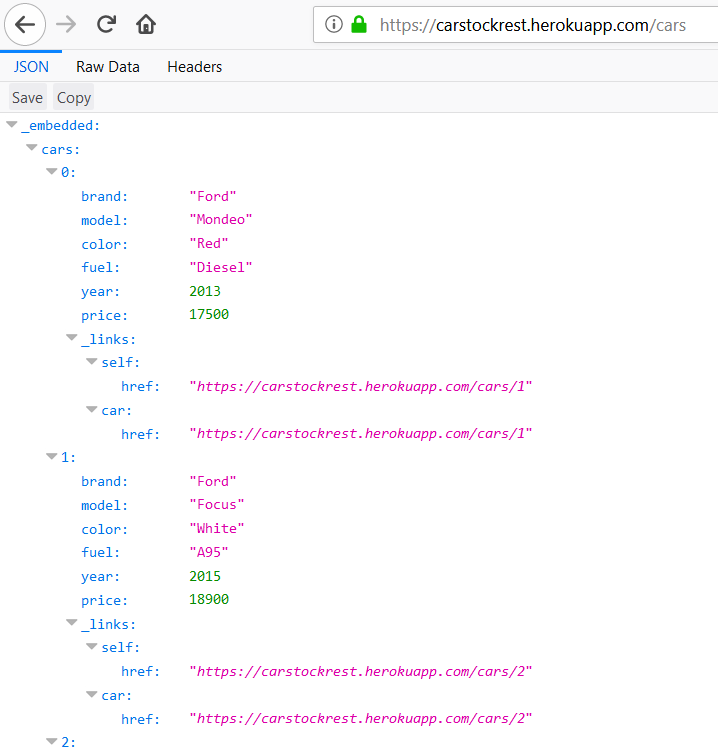 https://carstockrest.herokuapp.com/cars
JSON Raw Data Headers
Save Copy
_embedded:
cars:
0:
brand: "Ford"
model: "Mondeo"
color: "Red"
fuel: "Diesel"
year: 2013
price: 17500
_links:
self:
href: "https://carstockrest.herokuapp.com/cars/1"
car:
href: "https://carstockrest.herokuapp.com/cars/1"
1:
brand: "Ford"
model: "Focus"
color: "White"
fuel: "A95"
year: 2015
price: 18900
_links:
self:
href: "https://carstockrest.herokuapp.com/cars/2"
car:
href: "https://carstockrest.herokuapp.com/cars/2"
2: